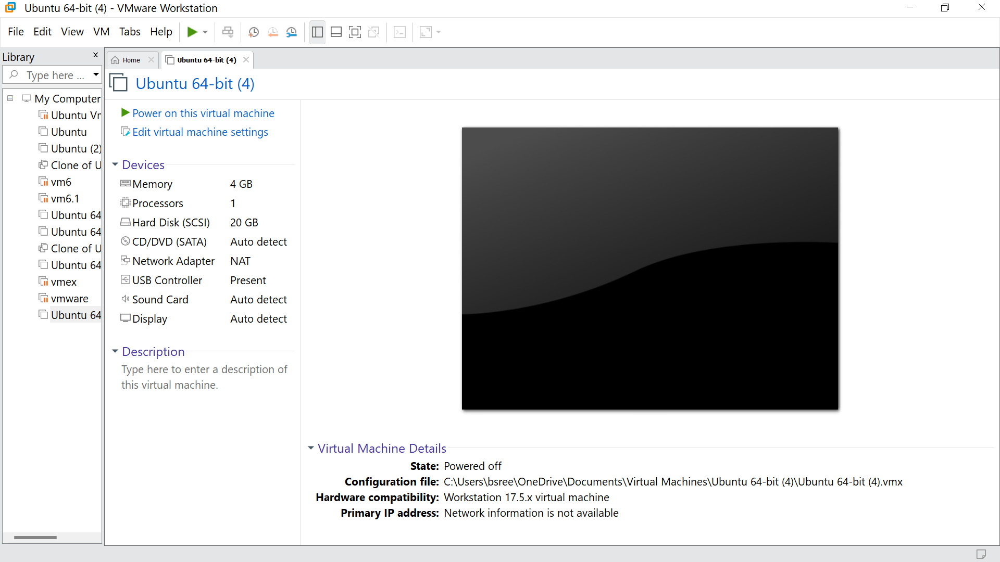 Ubuntu 64-bit (4) - VMware Workstation
File Edit View VM Tabs Help
Library
Type here ...
My Computer
Ubuntu Vr
Ubuntu
Ubuntu (2)
Clone of U
vm6
vm6.1
Ubuntu 64
Ubuntu 64
Clone of U
Ubuntu 64
vmex
vmware
Ubuntu 64
Home
Ubuntu 64-bit (4)
Ubuntu 64-bit (4)
Power on this virtual machine
Edit virtual machine settings
Devices
Memory 4 GB
Processors 1
Hard Disk (SCSI) 20 GB
CD/DVD (SATA) Auto detect
Network Adapter NAT
USB Controller Present
Sound Card Auto detect
Display Auto detect
Description
Type here to enter a description of
this virtual machine.
Virtual Machine Details
State: Powered off
Configuration file: C:\Users\bsree\OneDrive\Documents\Virtual Machines\Ubuntu 64-bit (4)\Ubuntu 64-bit (4).vmx
Hardware compatibility: Workstation 17.5.x virtual machine
Primary IP address: Network information is not available